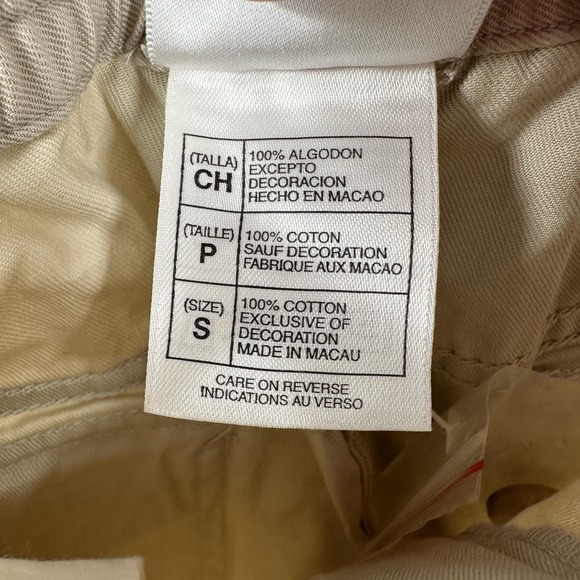 (TALLA)
CH
100% ALGODON
EXCEPTO
DECORACION
HECHO EN MACAO
(TAILLE)
P
100% COTON
SAUF DECORATION
FABRIQUE AUX MACAO
(SIZE)
S
100% COTTON
EXCLUSIVE OF
DECORATION
MADE IN MACAU
CARE ON REVERSE
INDICATIONS AU VERSO